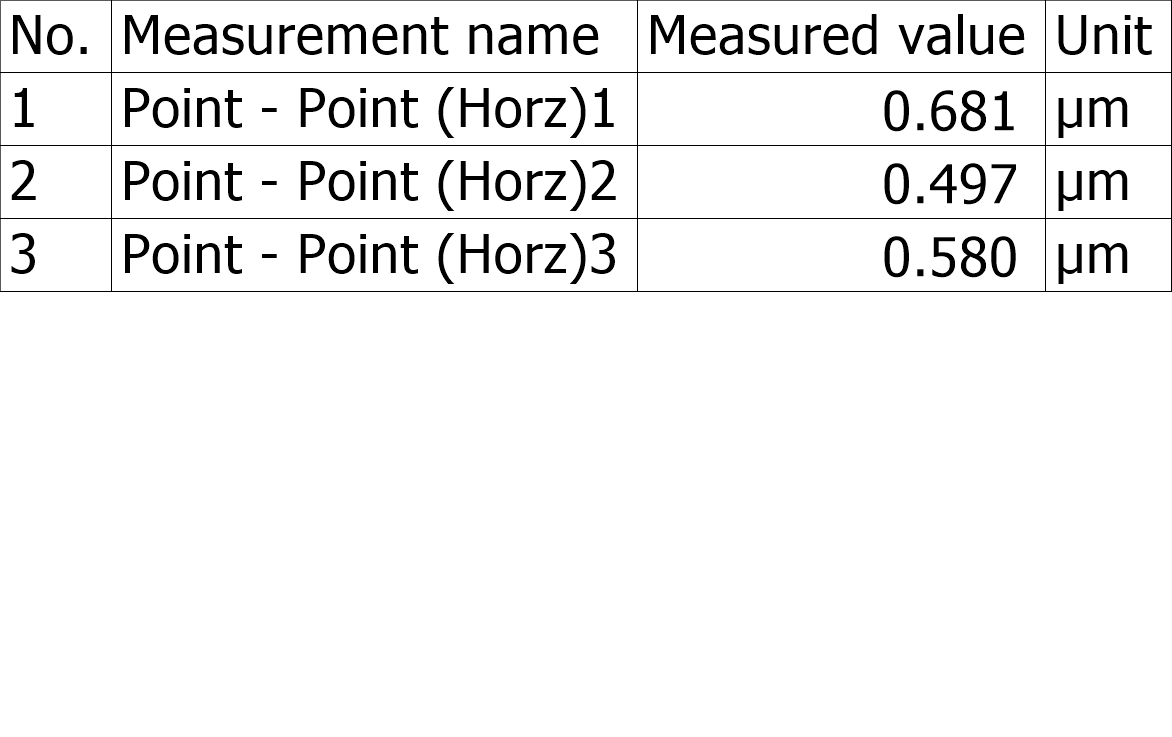 No. Measurement name Measured value Unit
1 Point - Point (Horz)1 0.681 µm
2 Point - Point (Horz)2 0.497 µm
3 Point - Point (Horz)3 0.580 µm